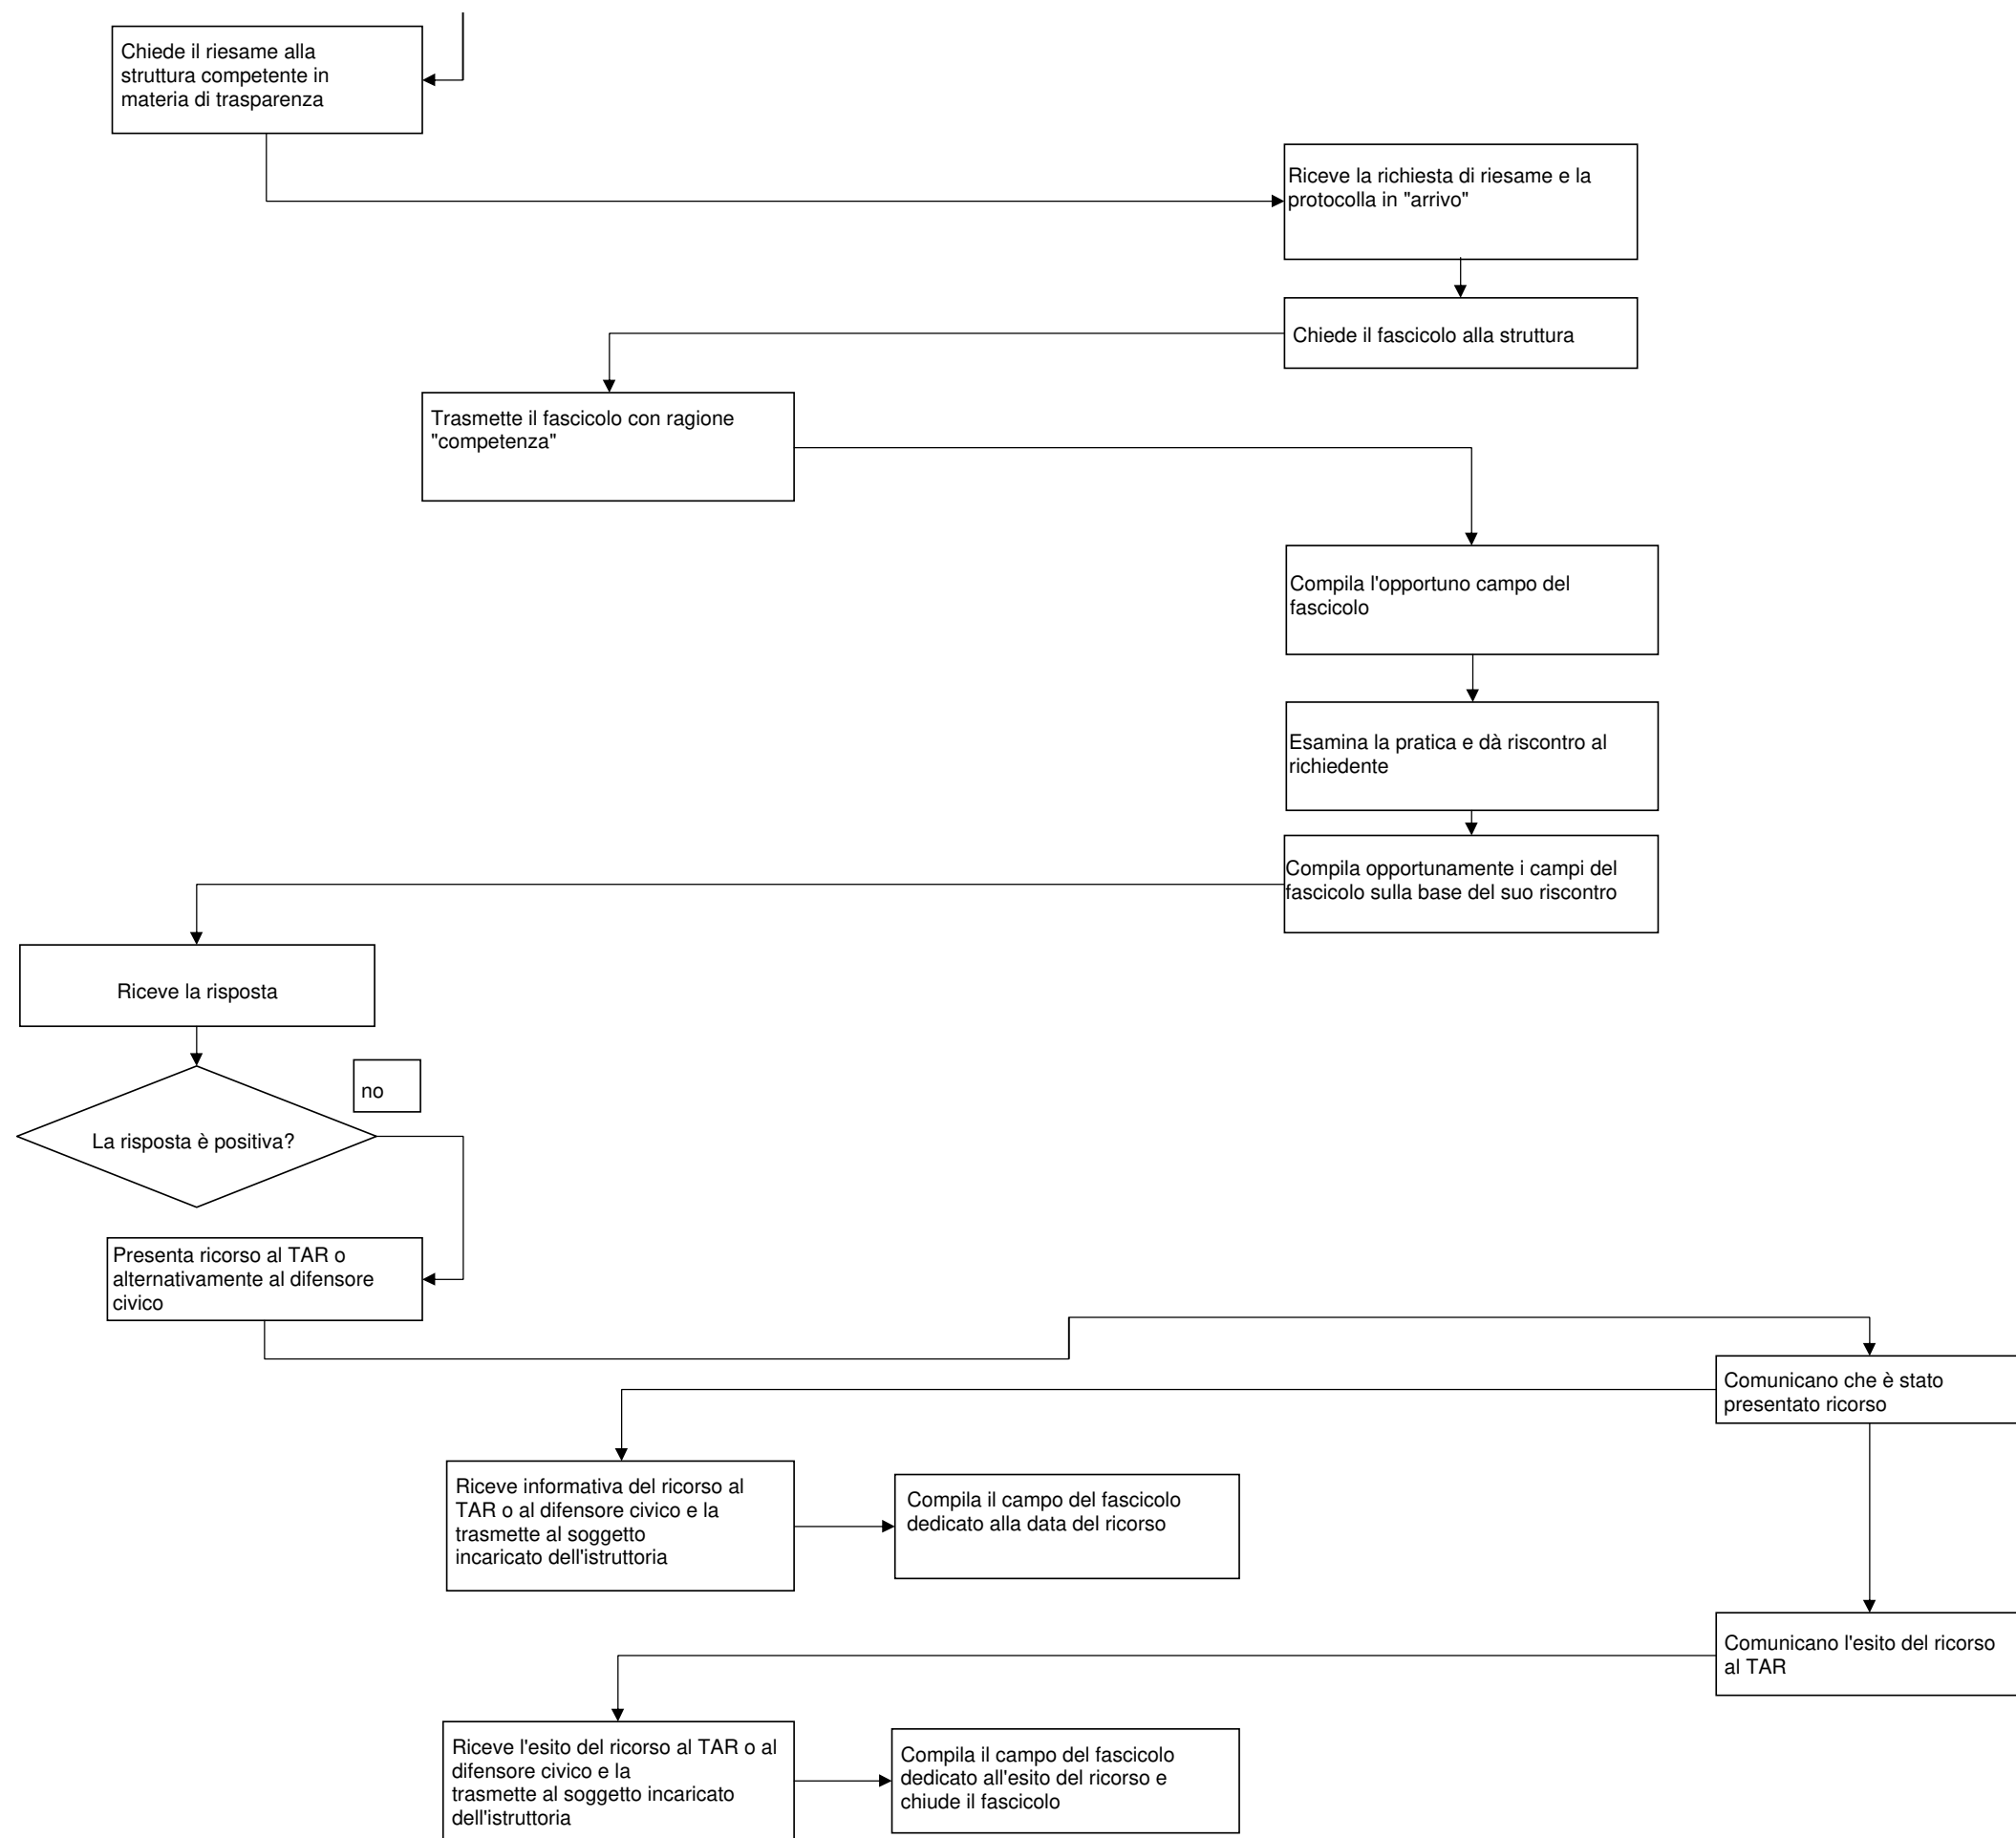 Chiede il riesame alla
struttura competente in
materia di trasparenza
Riceve la richiesta di riesame e la
protocolla in "arrivo"
Chiede il fascicolo alla struttura
Trasmette il fascicolo con ragione
"competenza"
Compila l'opportuno campo del
fascicolo
Esamina la pratica e dà riscontro al
richiedente
Compila opportunamente i campi del
fascicolo sulla base del suo riscontro
Riceve la risposta
no
La risposta è positiva?
Presenta ricorso al TAR o
alternativamente al difensore
civico
Comunicano che è stato
presentato ricorso
Riceve informativa del ricorso al
TAR o al difensore civico e la
trasmette al soggetto
incaricato dell'istruttoria
Compila il campo del fascicolo
dedicato alla data del ricorso
Comunicano l'esito del ricorso
al TAR
Riceve l'esito del ricorso al TAR o al
difensore civico e la
trasmette al soggetto incaricato
dell'istruttoria
Compila il campo del fascicolo
dedicato all'esito del ricorso e
chiude il fascicolo